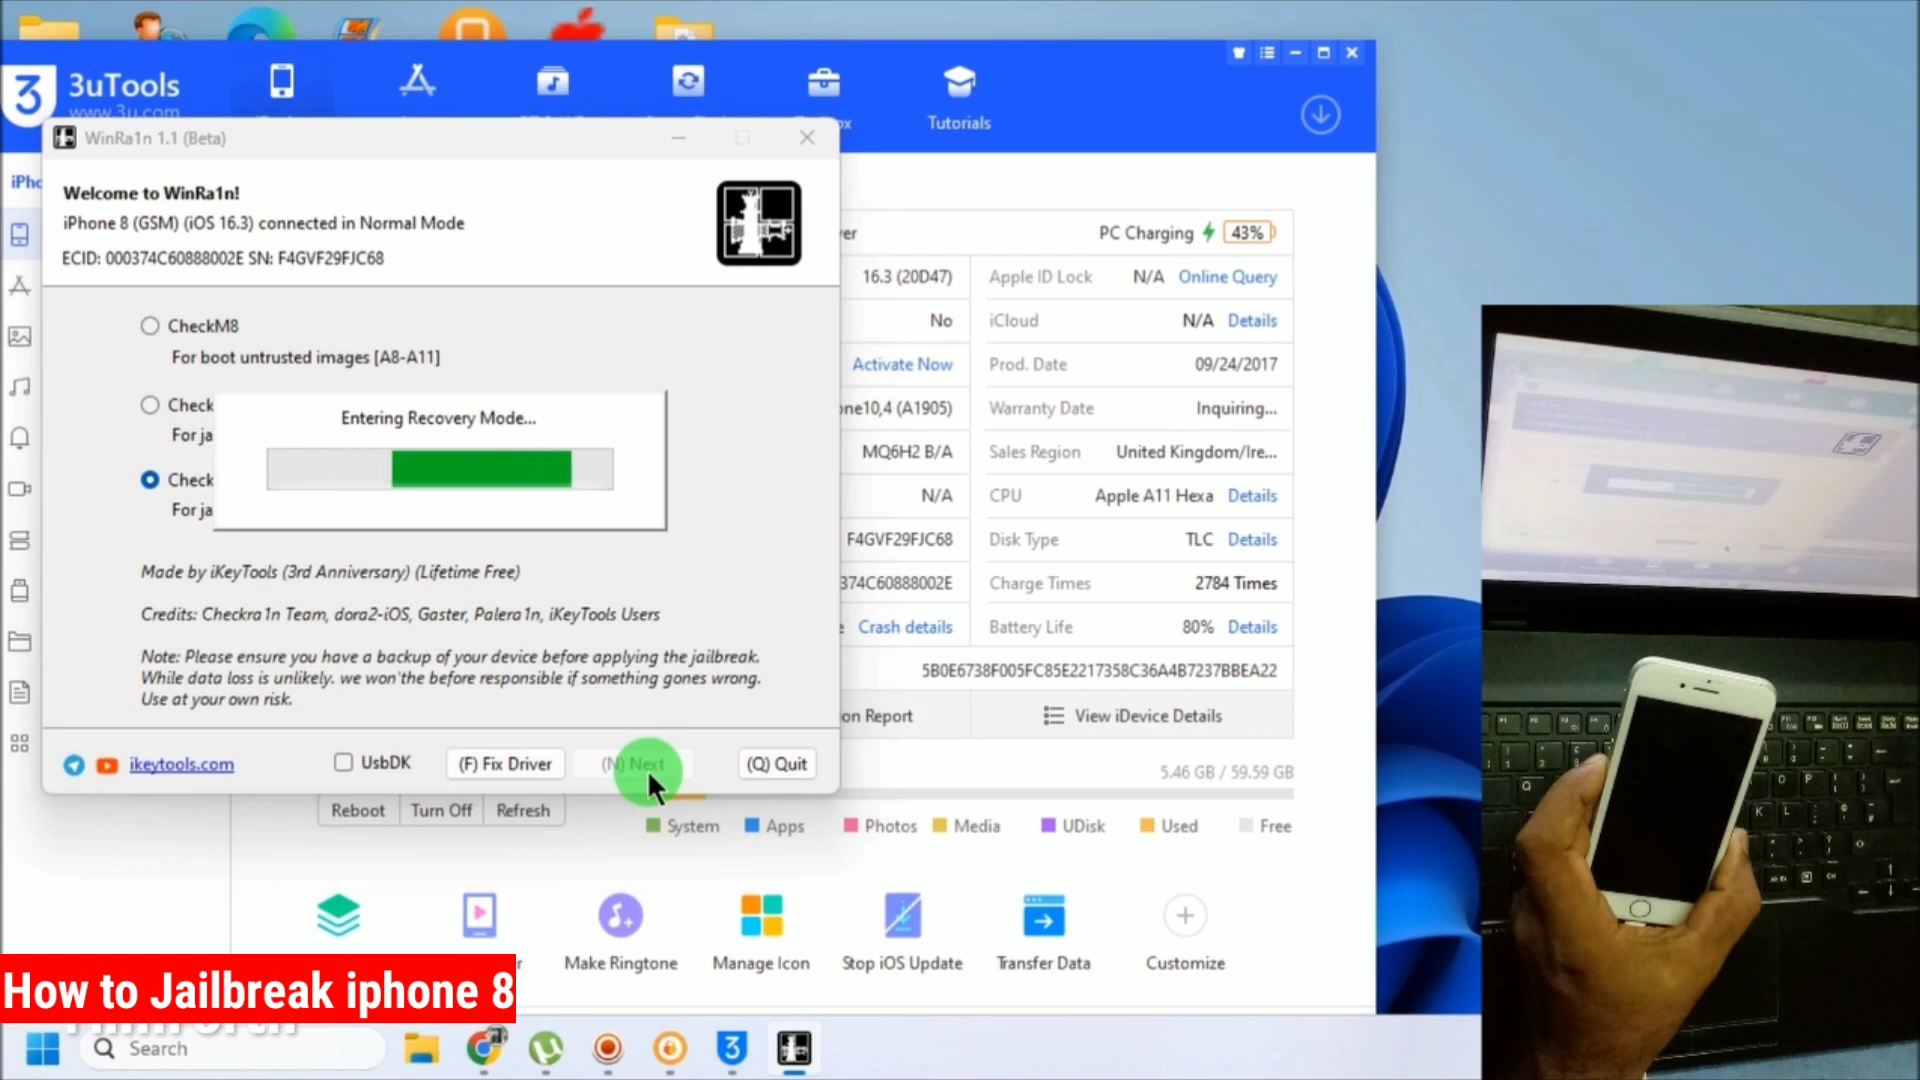 3 3uTools
www.3u.com
Tutorials
WinRa1n 1.1 (Beta)
Welcome to WinRa1n!
iPhone 8 (GSM) (iOS 16.3) connected in Normal Mode
ECID: 000374C60888002E SN: F4GVF29FJC68
CheckM8
For boot untrusted images [A8-A11]
Check
For ja
Entering Recovery Mode...
Check
For ja
Made by iKeyTools (3rd Anniversary) (Lifetime Free)
Credits: Checkra1n Team, dora2-iOS, Gaster, Palera1n, iKeyTools Users
Note: Please ensure you have a backup of your device before applying the jailbreak.
While data loss is unlikely. we won'the before responsible if something gones wrong.
Use at your own risk.
ikeytools.com
UsbDK
(F) Fix Driver
(N) Next
(Q) Quit
iPho
ver
PC Charging 43%
16.3 (20D47) Apple ID Lock N/A Online Query
No iCloud N/A Details
Activate Now Prod. Date 09/24/2017
one10,4 (A1905) Warranty Date Inquiring...
MQ6H2 B/A Sales Region United Kingdom/Ire...
N/A CPU Apple A11 Hexa Details
F4GVF29FJC68 Disk Type TLC Details
374C60888002E Charge Times 2784 Times
e Crash details Battery Life 80% Details
5B0E6738F005FC85E2217358C36A4B7237BBEA22
on Report View iDevice Details
5.46 GB / 59.59 GB
Reboot Turn Off Refresh
System Apps Photos Media UDisk Used Free
r Make Ringtone Manage Icon Stop iOS Update Transfer Data Customize
How to Jailbreak iphone 8
Search
3